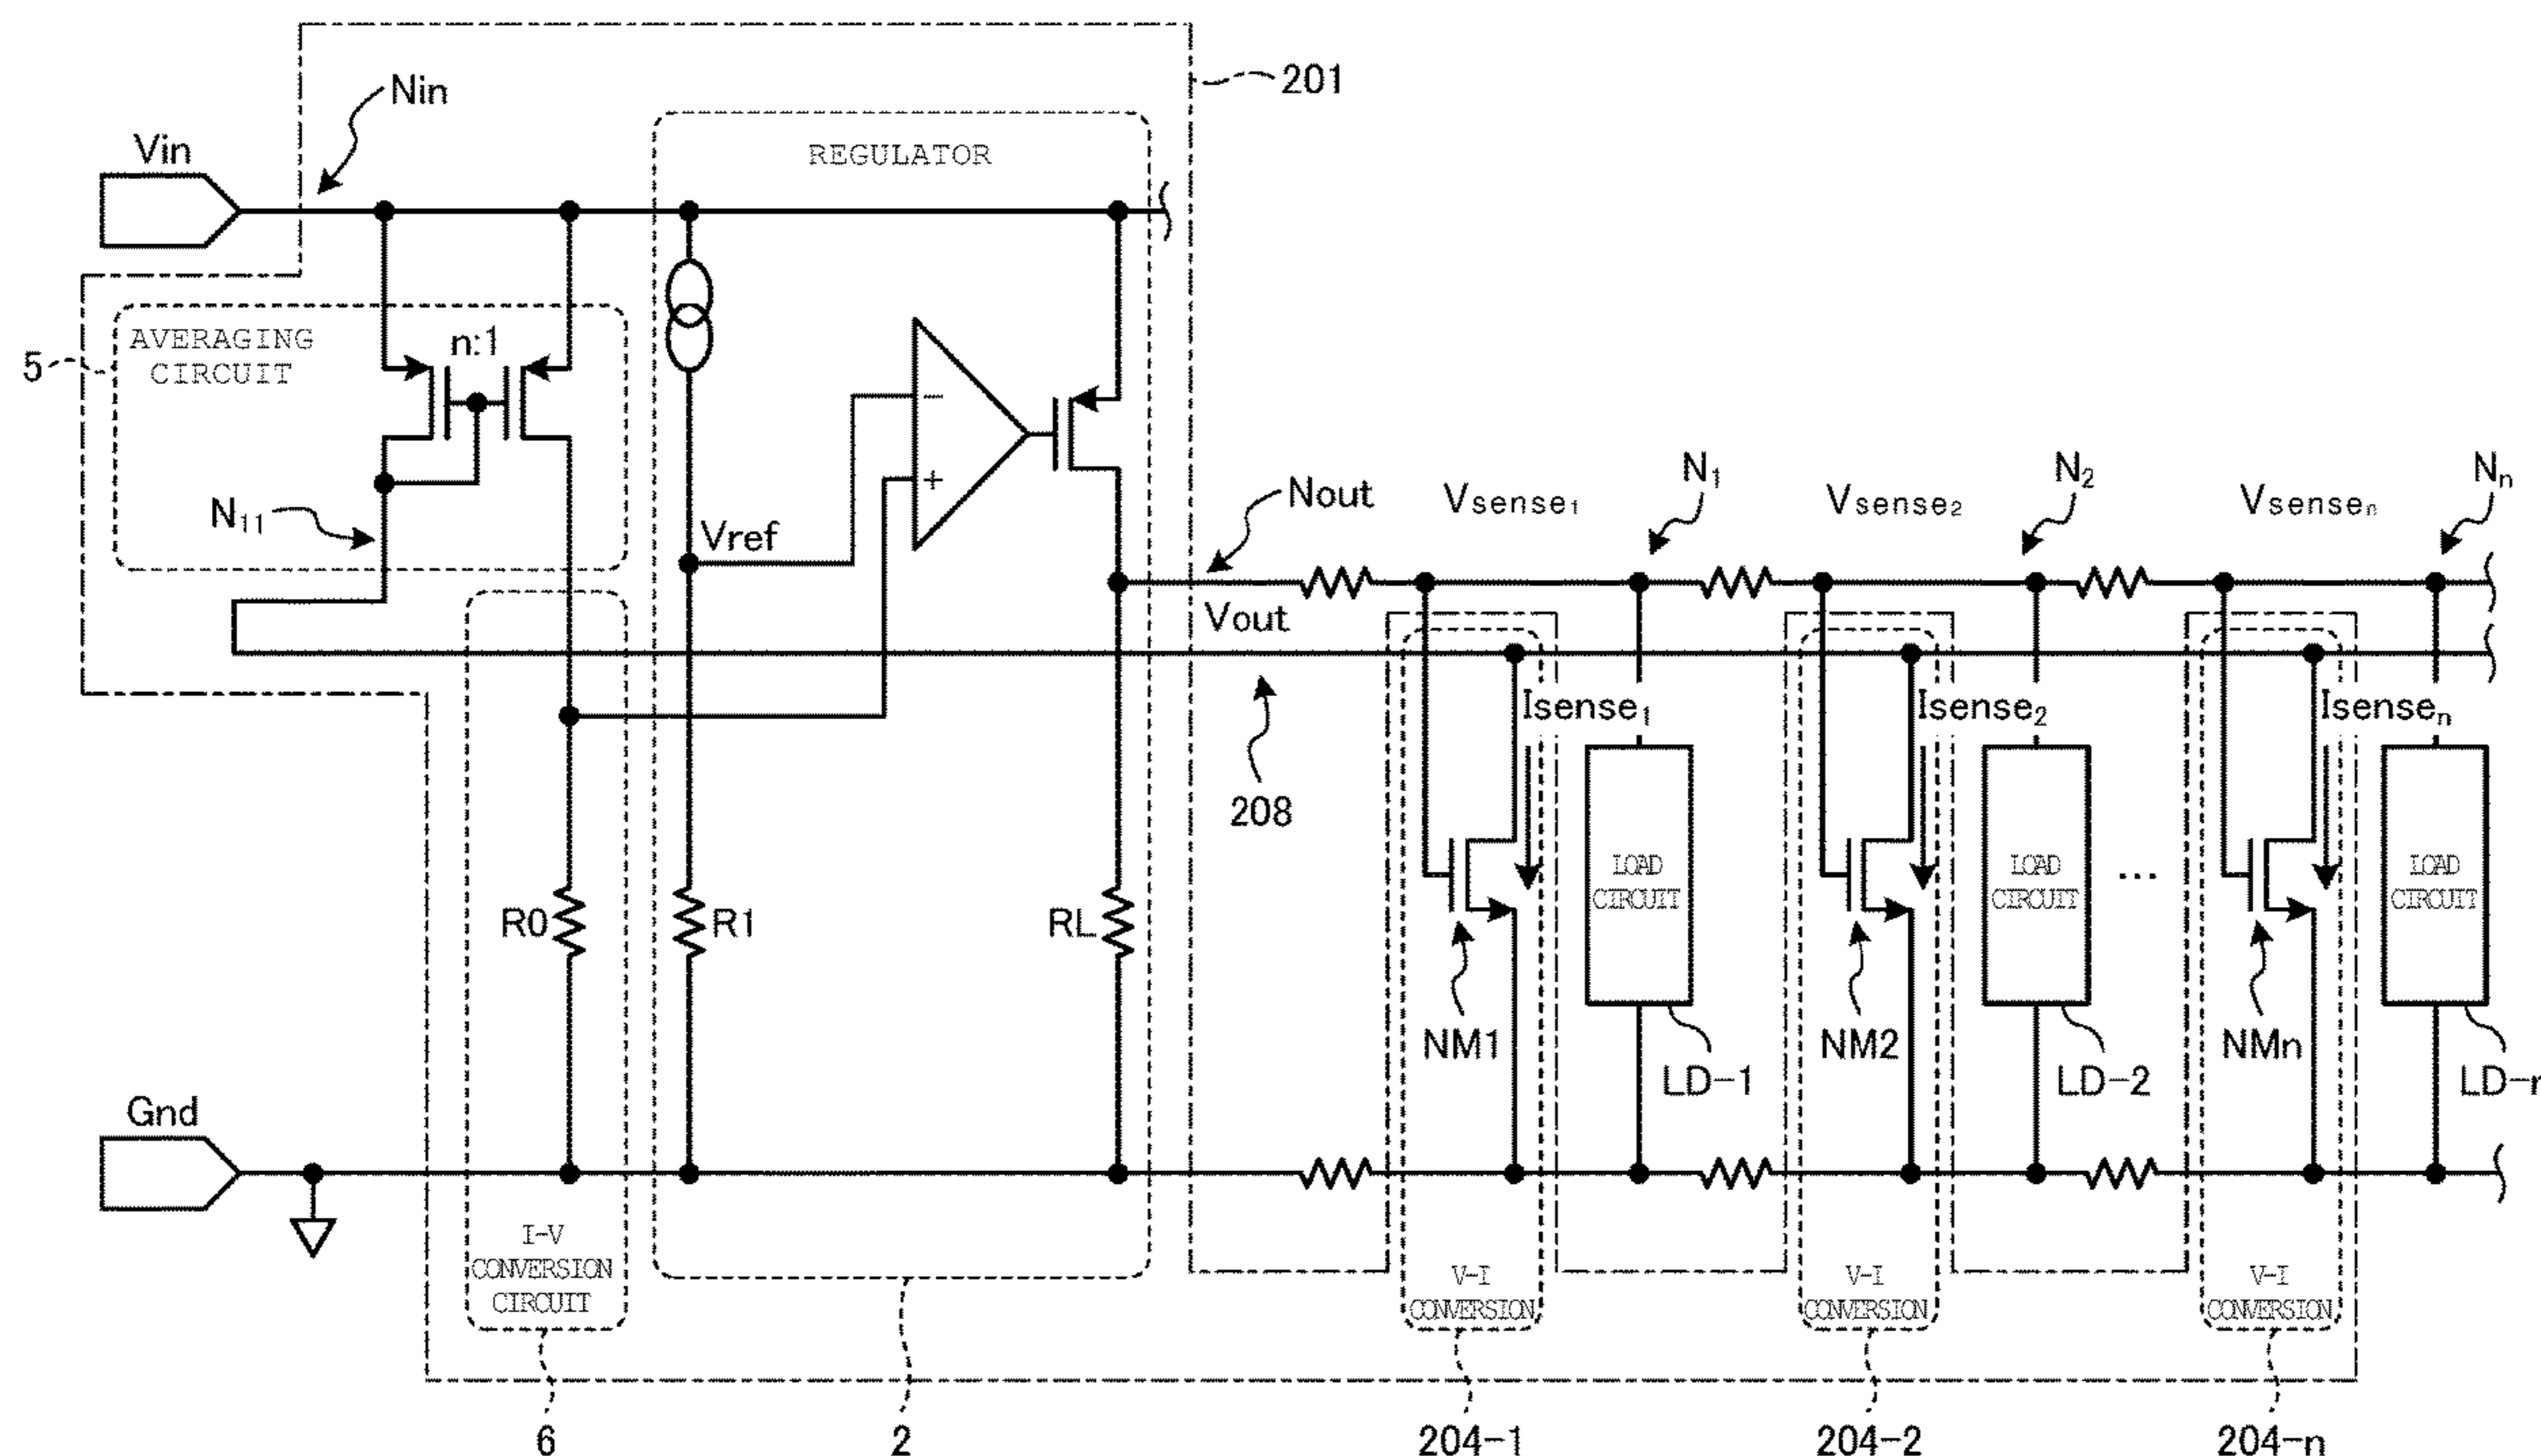 201
Nin
Vin
REGULATOR
AVERAGING
CIRCUIT
n:1
5
−
+
N11
Vref
Nout
Vsense1
N1
Vsense2
N2
Vsensen
Nn
Vout
Isense1
Isense2
Isensen
208
LOAD
CIRCUIT
LOAD
CIRCUIT
...
LOAD
CIRCUIT
R0
R1
RL
NM1
NM2
NMn
LD-1
LD-2
Gnd
I-V
CONVERSION
CIRCUIT
V-I
CONVERSION
V-I
CONVERSION
V-I
CONVERSION
6
2
204-1
204-2
204-n